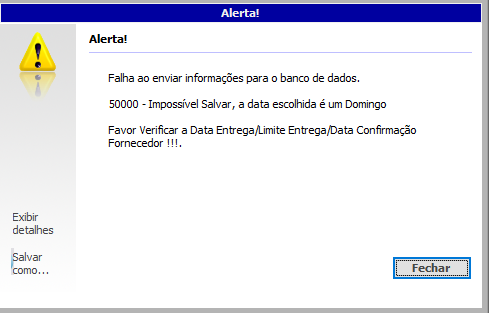 Alerta!
Alerta!
Falha ao enviar informações para o banco de dados.
50000 - Impossível Salvar, a data escolhida é um Domingo
Favor Verificar a Data Entrega/Limite Entrega/Data Confirmação
Fornecedor !!!.
Exibir
detalhes
Salvar
como...
Fechar